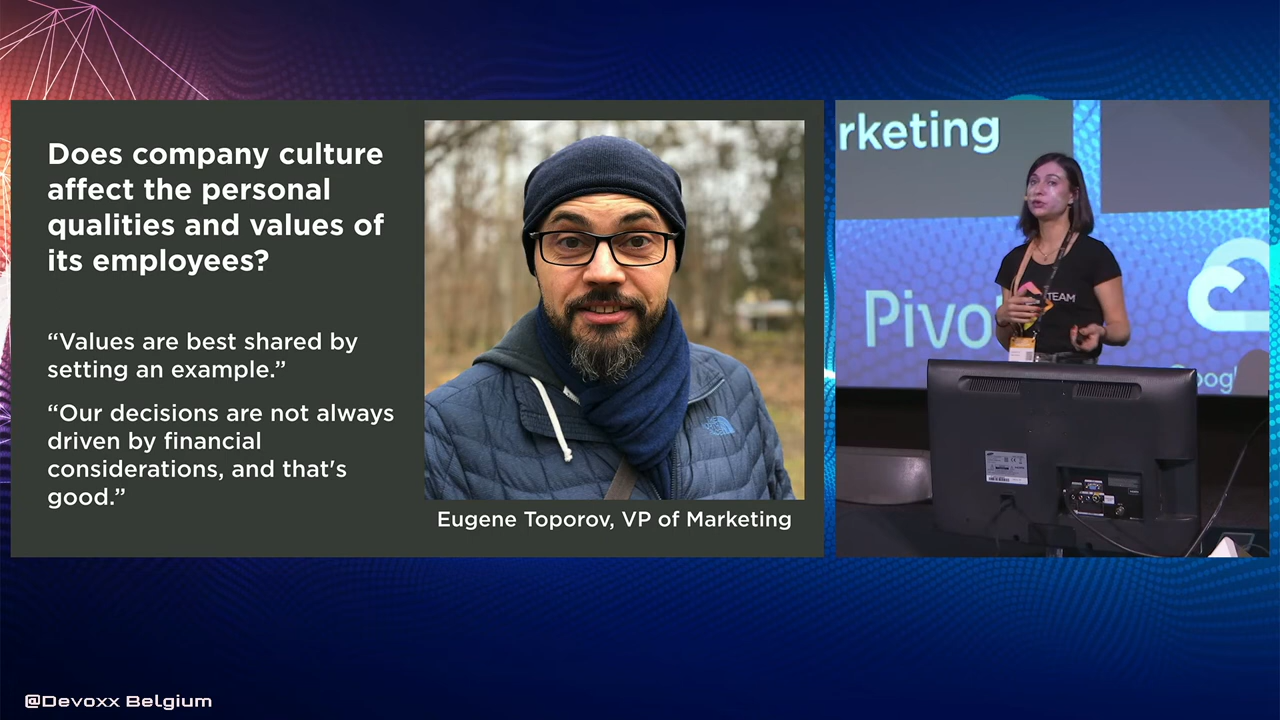 Does company culture
affect the personal
qualities and values of
its employees?
“Values are best shared by
setting an example.”
“Our decisions are not always
driven by financial
considerations, and that's
good.”
Eugene Toporov, VP of Marketing
rketing
TEAM
Pivo
oogl
@Devoxx Belgium